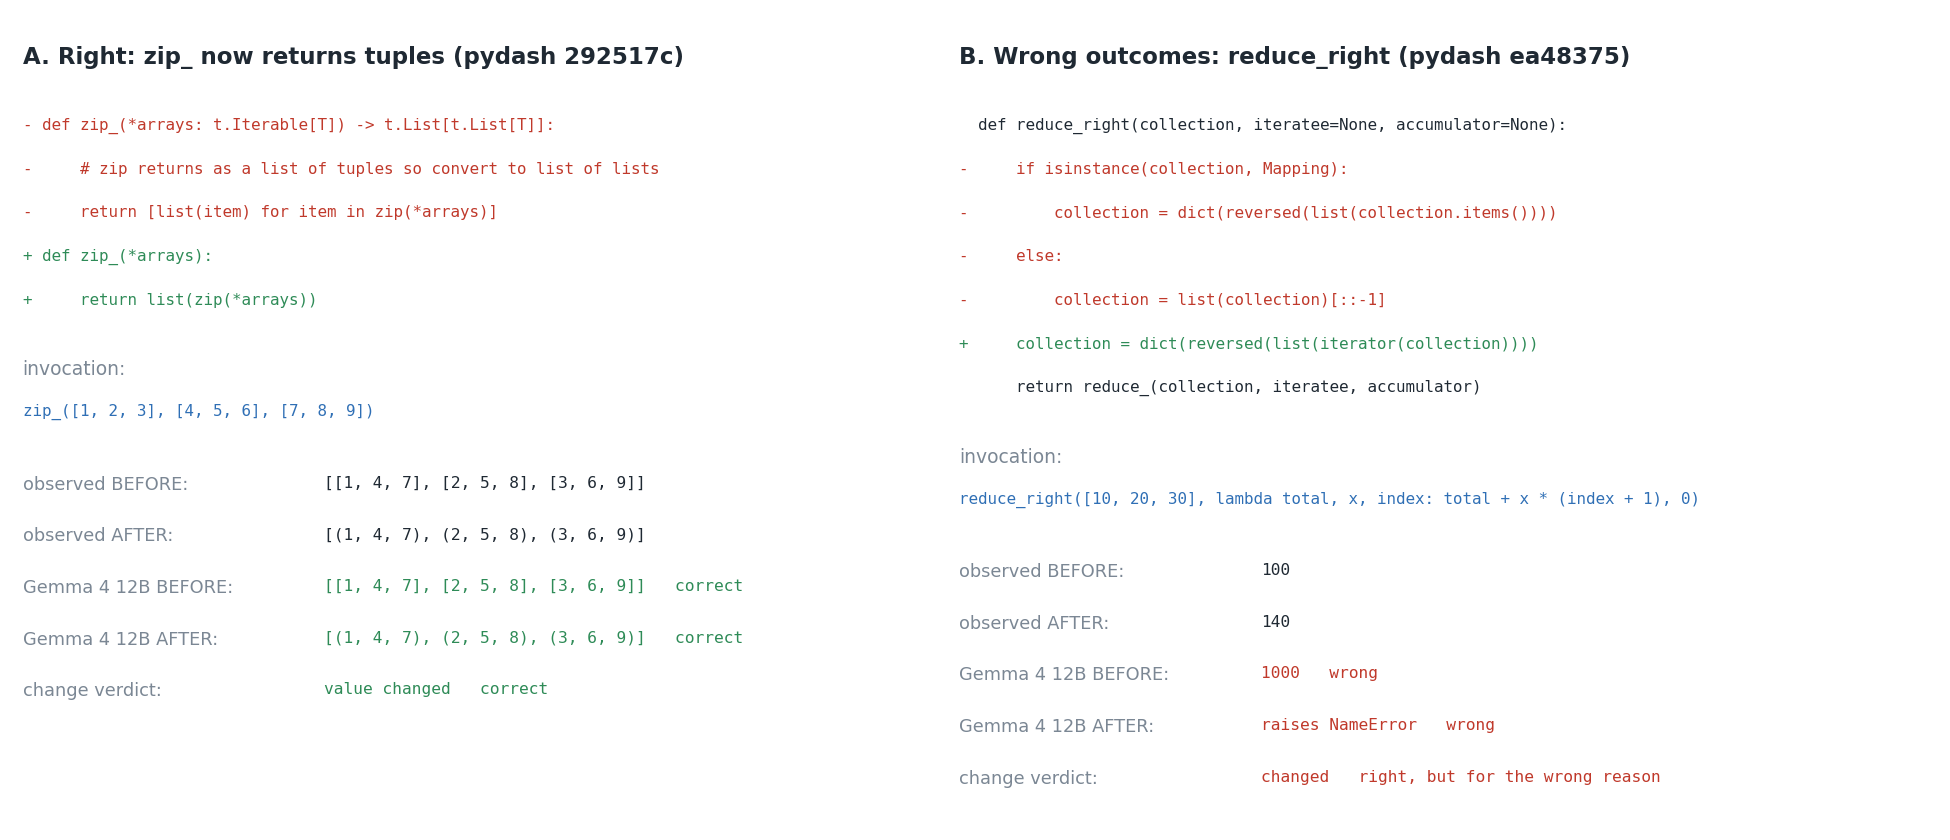 A. Right: zip_ now returns tuples (pydash 292517c)
- def zip_(*arrays: t.Iterable[T]) -> t.List[t.List[T]]:
-     # zip returns as a list of tuples so convert to list of lists
-     return [list(item) for item in zip(*arrays)]
+ def zip_(*arrays):
+     return list(zip(*arrays))
invocation:
zip_([1, 2, 3], [4, 5, 6], [7, 8, 9])
observed BEFORE: [[1, 4, 7], [2, 5, 8], [3, 6, 9]]
observed AFTER: [(1, 4, 7), (2, 5, 8), (3, 6, 9)]
Gemma 4 12B BEFORE: [[1, 4, 7], [2, 5, 8], [3, 6, 9]]   correct
Gemma 4 12B AFTER: [(1, 4, 7), (2, 5, 8), (3, 6, 9)]   correct
change verdict: value changed   correct
B. Wrong outcomes: reduce_right (pydash ea48375)
  def reduce_right(collection, iteratee=None, accumulator=None):
-     if isinstance(collection, Mapping):
-         collection = dict(reversed(list(collection.items())))
-     else:
-         collection = list(collection)[::-1]
+     collection = dict(reversed(list(iterator(collection))))
      return reduce_(collection, iteratee, accumulator)
invocation:
reduce_right([10, 20, 30], lambda total, x, index: total + x * (index + 1), 0)
observed BEFORE: 100
observed AFTER: 140
Gemma 4 12B BEFORE: 1000   wrong
Gemma 4 12B AFTER: raises NameError   wrong
change verdict: changed   right, but for the wrong reason